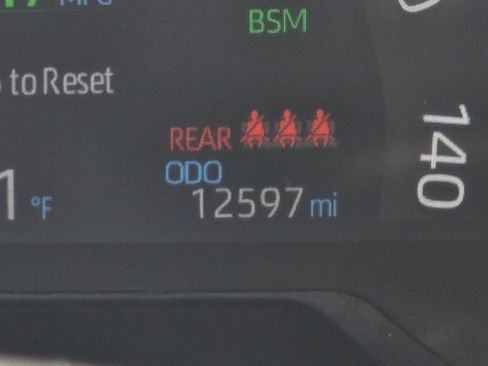 BSM
to Reset
REAR
ODO
°F
12597 mi
140